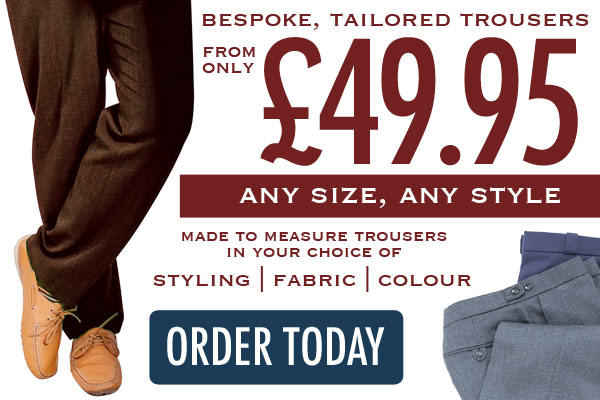 BESPOKE, TAILORED TROUSERS
FROM
ONLY
£49.95
ANY SIZE, ANY STYLE
MADE TO MEASURE TROUSERS
IN YOUR CHOICE OF
STYLING | FABRIC | COLOUR
ORDER TODAY